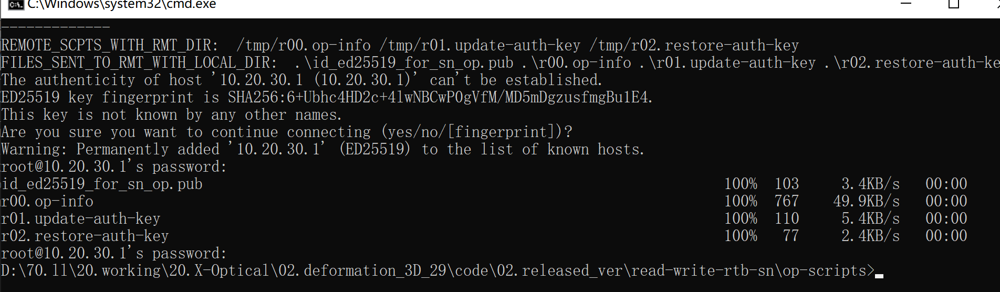 C:\Windows\system32\cmd.exe
-------------
REMOTE_SCPTS_WITH_RMT_DIR:  /tmp/r00.op-info /tmp/r01.update-auth-key /tmp/r02.restore-auth-key
FILES_SENT_TO_RMT_WITH_LOCAL_DIR:  .\id_ed25519_for_sn_op.pub .\r00.op-info .\r01.update-auth-key .\r02.restore-auth-ke
The authenticity of host '10.20.30.1 (10.20.30.1)' can't be established.
ED25519 key fingerprint is SHA256:6+Ubhc4HD2c+4lwNBCwP0gVfM/MD5mDgzusfmgBu1E4.
This key is not known by any other names.
Are you sure you want to continue connecting (yes/no/[fingerprint])?
Warning: Permanently added '10.20.30.1' (ED25519) to the list of known hosts.
root@10.20.30.1's password:
id_ed25519_for_sn_op.pub 100% 103 3.4KB/s 00:00
r00.op-info 100% 767 49.9KB/s 00:00
r01.update-auth-key 100% 110 5.4KB/s 00:00
r02.restore-auth-key 100% 77 2.4KB/s 00:00
root@10.20.30.1's password:
D:\70.ll\20.working\20.X-Optical\02.deformation_3D_29\code\02.released_ver\read-write-rtb-sn\op-scripts>